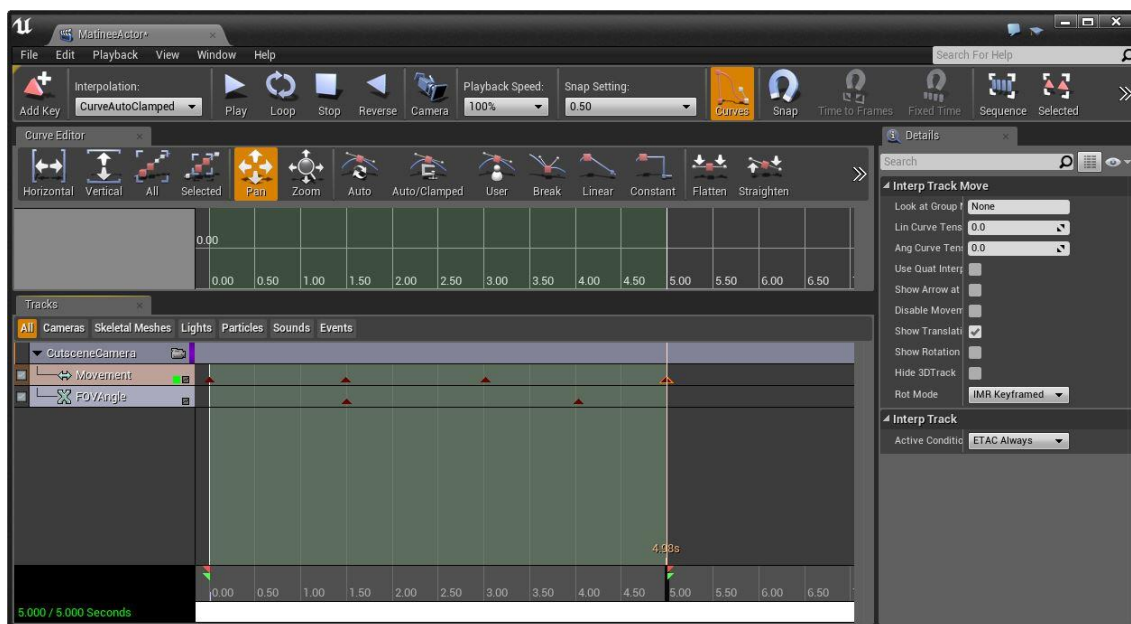 MatineeActor*
File Edit Playback View Window Help
Search For Help
Add Key
Interpolation:
CurveAutoClamped
Play Loop Stop Reverse Camera
Playback Speed:
100%
Snap Setting:
0.50
Curves Snap Time to Frames Fixed Time Sequence Selected
Curve Editor
Horizontal Vertical All Selected Pan Zoom Auto Auto/Clamped User Break Linear Constant Flatten Straighten
0.00
0.00 0.50 1.00 1.50 2.00 2.50 3.00 3.50 4.00 4.50 5.00 5.50 6.00 6.50
Tracks
All Cameras Skeletal Meshes Lights Particles Sounds Events
CutsceneCamera
Movement
FOVAngle
4.98s
0.00 0.50 1.00 1.50 2.00 2.50 3.00 3.50 4.00 4.50 5.00 5.50 6.00 6.50
5.000 / 5.000 Seconds
Details
Search
Interp Track Move
Look at Group None
Lin Curve Tens 0.0
Ang Curve Ten 0.0
Use Quat Interp
Show Arrow at
Disable Movem
Show Translati
Show Rotation
Hide 3DTrack
Rot Mode IMR Keyframed
Interp Track
Active Conditio ETAC Always